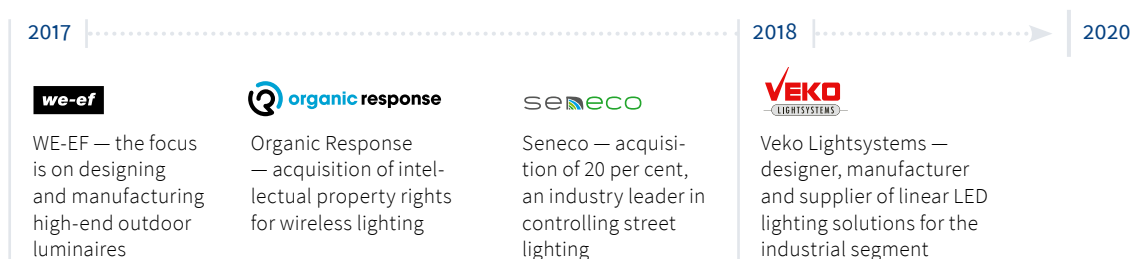 2017
2018
2020
we-ef
organic response
seneco
VEKO
LIGHTSYSTEMS
WE-EF — the focus
is on designing
and manufacturing
high-end outdoor
luminaires
Organic Response
— acquisition of intel-
lectual property rights
for wireless lighting
Seneco — acquisi-
tion of 20 per cent,
an industry leader in
controlling street
lighting
Veko Lightsystems —
designer, manufacturer
and supplier of linear LED
lighting solutions for the
industrial segment